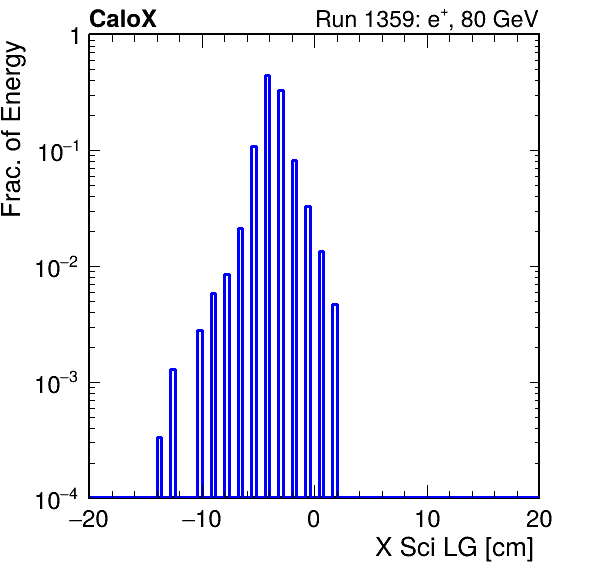 CaloX Run 1359: e⁺, 80 GeV
Frac. of Energy
1
10⁻¹
10⁻²
10⁻³
10⁻⁴
−20 −10 0 10 20
X Sci LG [cm]